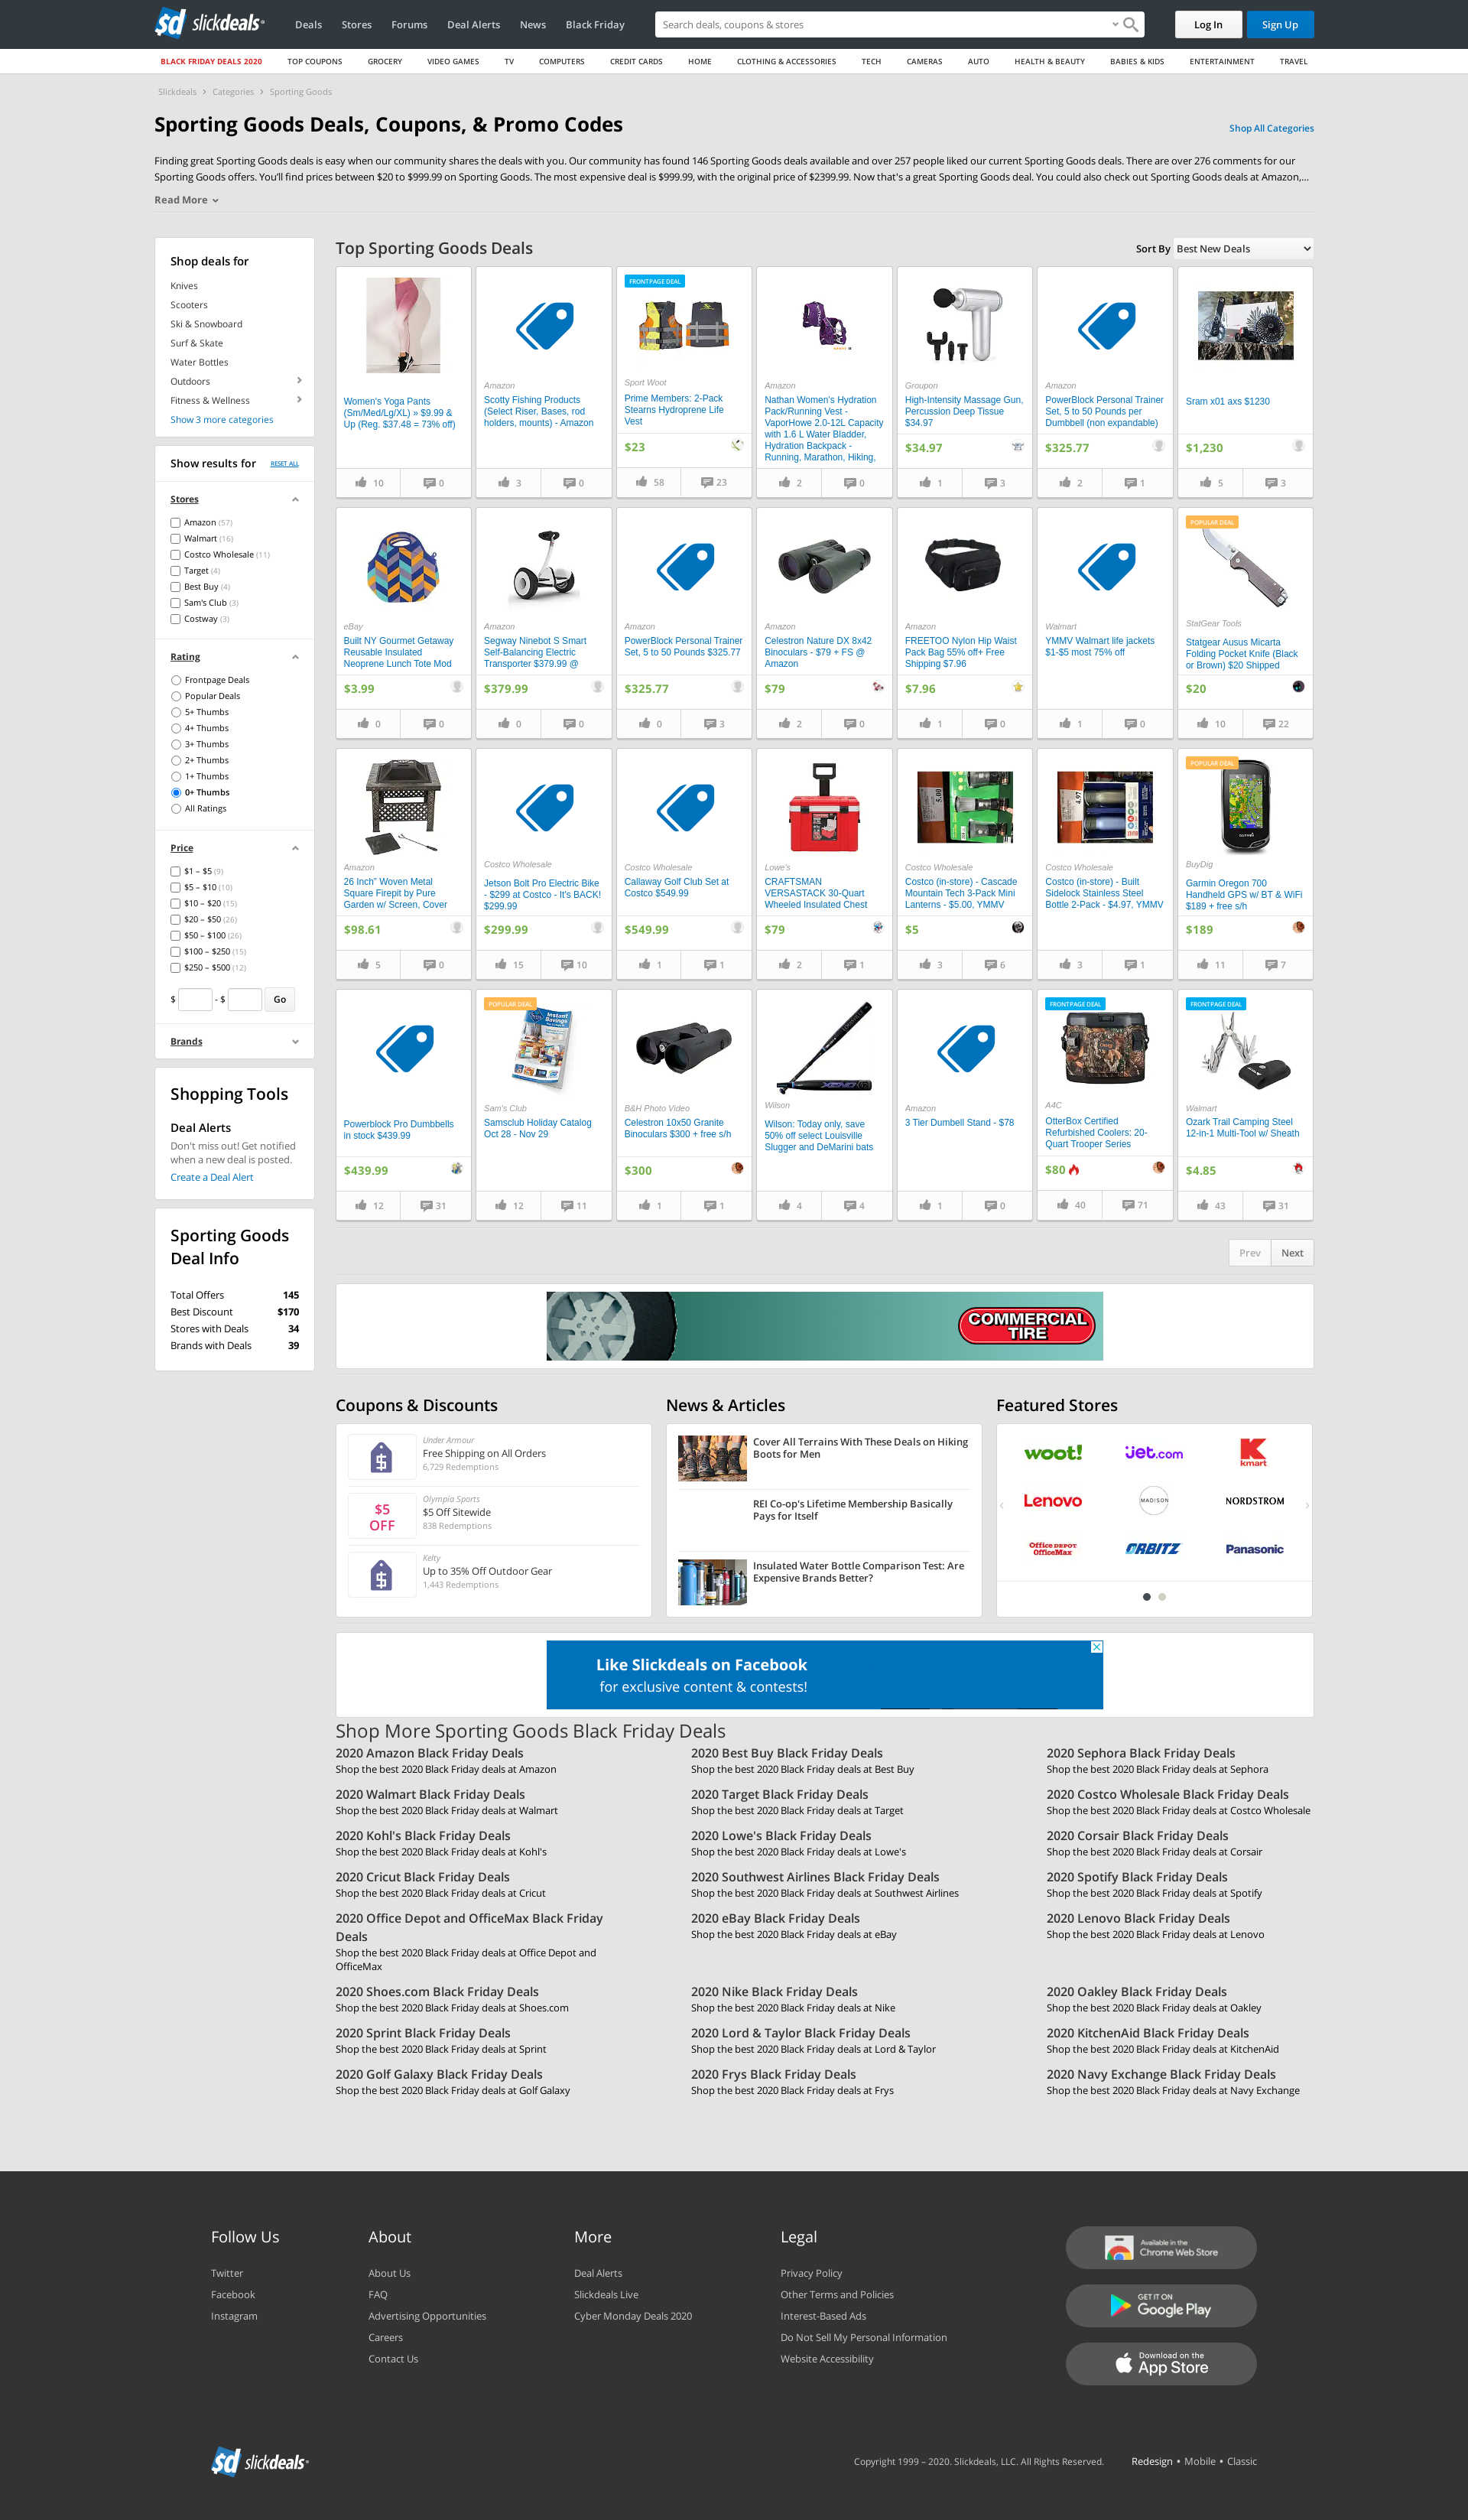 sd slickdeals
Deals Stores Forums Deal Alerts News Black Friday
Search deals, coupons & stores
Log In Sign Up
BLACK FRIDAY DEALS 2020 TOP COUPONS GROCERY VIDEO GAMES TV COMPUTERS CREDIT CARDS HOME CLOTHING & ACCESSORIES TECH CAMERAS AUTO HEALTH & BEAUTY BABIES & KIDS ENTERTAINMENT TRAVEL
Slickdeals › Categories › Sporting Goods
Sporting Goods Deals, Coupons, & Promo Codes
Shop All Categories
Finding great Sporting Goods deals is easy when our community shares the deals with you. Our community has found 146 Sporting Goods deals available and over 257 people liked our current Sporting Goods deals. There are over 276 comments for our
Sporting Goods offers. You'll find prices between $20 to $999.99 on Sporting Goods. The most expensive deal is $999.99, with the original price of $2399.99. Now that's a great Sporting Goods deal. You could also check out Sporting Goods deals at Amazon,...
Read More
Shop deals for
Knives
Scooters
Ski & Snowboard
Surf & Skate
Water Bottles
Outdoors
Fitness & Wellness
Show 3 more categories
Show results for RESET ALL
Stores
Amazon (57)
Walmart (16)
Costco Wholesale (11)
Target (4)
Best Buy (4)
Sam's Club (3)
Costway (3)
Rating
Frontpage Deals
Popular Deals
5+ Thumbs
4+ Thumbs
3+ Thumbs
2+ Thumbs
1+ Thumbs
0+ Thumbs
All Ratings
Price
$1 – $5 (9)
$5 – $10 (10)
$10 – $20 (15)
$20 – $50 (26)
$50 – $100 (26)
$100 – $250 (15)
$250 – $500 (12)
$ - $ Go
Brands
Shopping Tools
Deal Alerts
Don't miss out! Get notified
when a new deal is posted.
Create a Deal Alert
Sporting Goods
Deal Info
Total Offers 145
Best Discount $170
Stores with Deals 34
Brands with Deals 39
Top Sporting Goods Deals
Sort By Best New Deals
Women's Yoga Pants
(Sm/Med/Lg/XL) » $9.99 &
Up (Reg. $37.48 = 73% off)
10 0
Amazon
Scotty Fishing Products
(Select Riser, Bases, rod
holders, mounts) - Amazon
3 0
FRONTPAGE DEAL
Sport Woot
Prime Members: 2-Pack
Stearns Hydroprene Life
Vest
$23
58 23
Amazon
Nathan Women's Hydration
Pack/Running Vest -
VaporHowe 2.0-12L Capacity
with 1.6 L Water Bladder,
Hydration Backpack -
Running, Marathon, Hiking,
2 0
Groupon
High-Intensity Massage Gun,
Percussion Deep Tissue
$34.97
$34.97
1 3
Amazon
PowerBlock Personal Trainer
Set, 5 to 50 Pounds per
Dumbbell (non expandable)
$325.77
2 1
Sram x01 axs $1230
$1,230
5 3
eBay
Built NY Gourmet Getaway
Reusable Insulated
Neoprene Lunch Tote Mod
$3.99
0 0
Amazon
Segway Ninebot S Smart
Self-Balancing Electric
Transporter $379.99 @
$379.99
0 0
Amazon
PowerBlock Personal Trainer
Set, 5 to 50 Pounds $325.77
$325.77
0 3
Amazon
Celestron Nature DX 8x42
Binoculars - $79 + FS @
Amazon
$79
2 0
Amazon
FREETOO Nylon Hip Waist
Pack Bag 55% off+ Free
Shipping $7.96
$7.96
1 0
Walmart
YMMV Walmart life jackets
$1-$5 most 75% off
1 0
POPULAR DEAL
StatGear Tools
Statgear Ausus Micarta
Folding Pocket Knife (Black
or Brown) $20 Shipped
$20
10 22
Amazon
26 Inch" Woven Metal
Square Firepit by Pure
Garden w/ Screen, Cover
$98.61
5 0
Costco Wholesale
Jetson Bolt Pro Electric Bike
- $299 at Costco - It's BACK!
$299.99
$299.99
15 10
Costco Wholesale
Callaway Golf Club Set at
Costco $549.99
$549.99
1 1
Lowe's
CRAFTSMAN
VERSASTACK 30-Quart
Wheeled Insulated Chest
$79
2 1
5.00
Costco Wholesale
Costco (in-store) - Cascade
Mountain Tech 3-Pack Mini
Lanterns - $5.00, YMMV
$5
3 6
4.97
Costco Wholesale
Costco (in-store) - Built
Sidelock Stainless Steel
Bottle 2-Pack - $4.97, YMMV
3 1
POPULAR DEAL
BuyDig
Garmin Oregon 700
Handheld GPS w/ BT & WiFi
$189 + free s/h
$189
11 7
Powerblock Pro Dumbbells
in stock $439.99
$439.99
12 31
POPULAR DEAL
Instant
Savings
Sam's Club
Samsclub Holiday Catalog
Oct 28 - Nov 29
12 11
B&H Photo Video
Celestron 10x50 Granite
Binoculars $300 + free s/h
$300
1 1
XENO
Wilson
Wilson: Today only, save
50% off select Louisville
Slugger and DeMarini bats
4 4
Amazon
3 Tier Dumbell Stand - $78
1 0
FRONTPAGE DEAL
A4C
OtterBox Certified
Refurbished Coolers: 20-
Quart Trooper Series
$80
40 71
FRONTPAGE DEAL
Walmart
Ozark Trail Camping Steel
12-in-1 Multi-Tool w/ Sheath
$4.85
43 31
Prev Next
COMMERCIAL
TIRE
Coupons & Discounts
Under Armour
Free Shipping on All Orders
6,729 Redemptions
$5
OFF
Olympia Sports
$5 Off Sitewide
838 Redemptions
Kelty
Up to 35% Off Outdoor Gear
1,443 Redemptions
News & Articles
Cover All Terrains With These Deals on Hiking
Boots for Men
REI Co-op's Lifetime Membership Basically
Pays for Itself
Insulated Water Bottle Comparison Test: Are
Expensive Brands Better?
Featured Stores
woot! jet.com K kmart
Lenovo MADISON NORDSTROM
Office DEPOT OfficeMax ORBITZ Panasonic
Like Slickdeals on Facebook
for exclusive content & contests!
Shop More Sporting Goods Black Friday Deals
2020 Amazon Black Friday Deals
Shop the best 2020 Black Friday deals at Amazon
2020 Best Buy Black Friday Deals
Shop the best 2020 Black Friday deals at Best Buy
2020 Sephora Black Friday Deals
Shop the best 2020 Black Friday deals at Sephora
2020 Walmart Black Friday Deals
Shop the best 2020 Black Friday deals at Walmart
2020 Target Black Friday Deals
Shop the best 2020 Black Friday deals at Target
2020 Costco Wholesale Black Friday Deals
Shop the best 2020 Black Friday deals at Costco Wholesale
2020 Kohl's Black Friday Deals
Shop the best 2020 Black Friday deals at Kohl's
2020 Lowe's Black Friday Deals
Shop the best 2020 Black Friday deals at Lowe's
2020 Corsair Black Friday Deals
Shop the best 2020 Black Friday deals at Corsair
2020 Cricut Black Friday Deals
Shop the best 2020 Black Friday deals at Cricut
2020 Southwest Airlines Black Friday Deals
Shop the best 2020 Black Friday deals at Southwest Airlines
2020 Spotify Black Friday Deals
Shop the best 2020 Black Friday deals at Spotify
2020 Office Depot and OfficeMax Black Friday
Deals
Shop the best 2020 Black Friday deals at Office Depot and
OfficeMax
2020 eBay Black Friday Deals
Shop the best 2020 Black Friday deals at eBay
2020 Lenovo Black Friday Deals
Shop the best 2020 Black Friday deals at Lenovo
2020 Shoes.com Black Friday Deals
Shop the best 2020 Black Friday deals at Shoes.com
2020 Nike Black Friday Deals
Shop the best 2020 Black Friday deals at Nike
2020 Oakley Black Friday Deals
Shop the best 2020 Black Friday deals at Oakley
2020 Sprint Black Friday Deals
Shop the best 2020 Black Friday deals at Sprint
2020 Lord & Taylor Black Friday Deals
Shop the best 2020 Black Friday deals at Lord & Taylor
2020 KitchenAid Black Friday Deals
Shop the best 2020 Black Friday deals at KitchenAid
2020 Golf Galaxy Black Friday Deals
Shop the best 2020 Black Friday deals at Golf Galaxy
2020 Frys Black Friday Deals
Shop the best 2020 Black Friday deals at Frys
2020 Navy Exchange Black Friday Deals
Shop the best 2020 Black Friday deals at Navy Exchange
Follow Us
Twitter
Facebook
Instagram
About
About Us
FAQ
Advertising Opportunities
Careers
Contact Us
More
Deal Alerts
Slickdeals Live
Cyber Monday Deals 2020
Legal
Privacy Policy
Other Terms and Policies
Interest-Based Ads
Do Not Sell My Personal Information
Website Accessibility
Available in the
Chrome Web Store
GET IT ON
Google Play
Download on the
App Store
sd slickdeals
Copyright 1999 – 2020. Slickdeals, LLC. All Rights Reserved. Redesign • Mobile • Classic